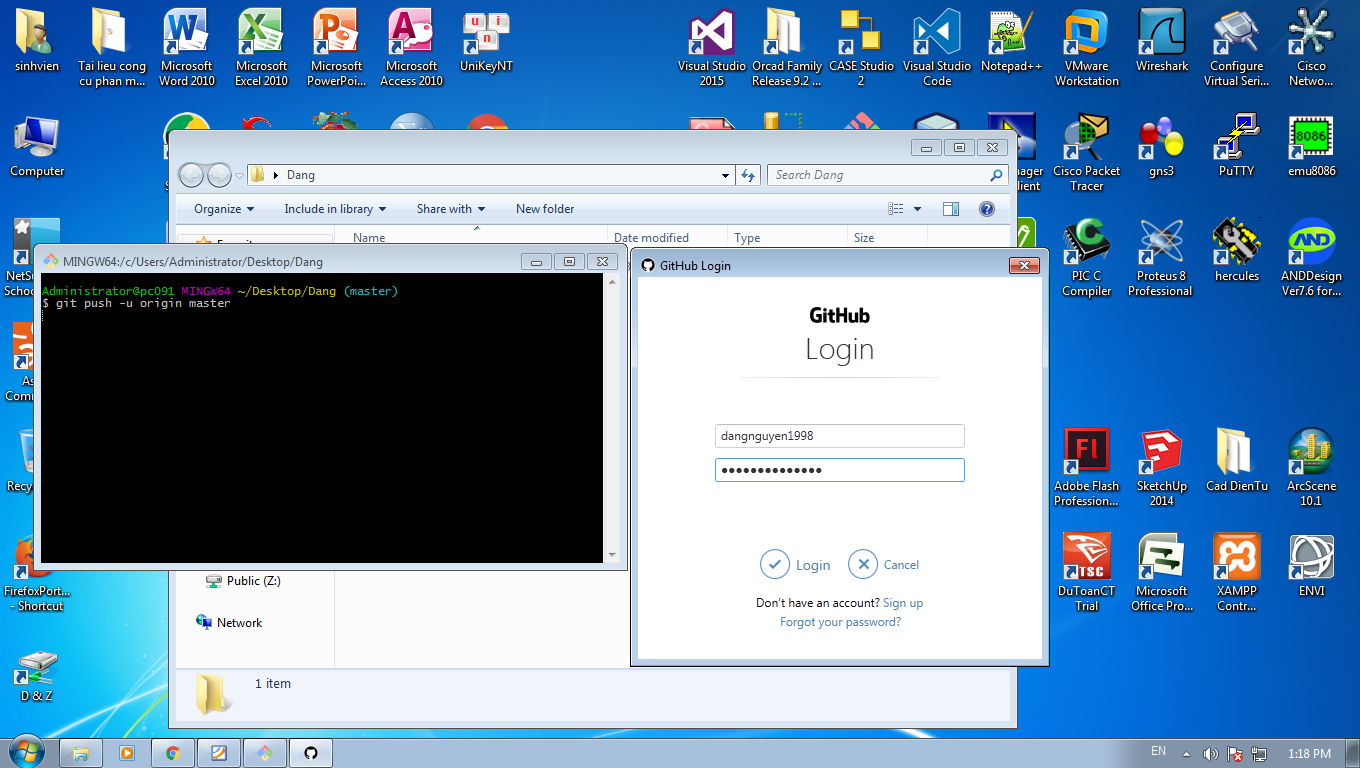 sinhvien
Tai lieu cong
cu phan m...
Microsoft
Word 2010
Microsoft
Excel 2010
Microsoft
PowerPoi...
Microsoft
Access 2010
UniKeyNT
Visual Studio
2015
Orcad Family
Release 9.2 ...
CASE Studio
2
Visual Studio
Code
Notepad++
VMware
Workstation
Wireshark
Configure
Virtual Seri...
Cisco
Netwo...
Computer
Cisco Packet
Tracer
gns3
PuTTY
8086
emu8086
Dang
Search Dang
Organize
Include in library
Share with
New folder
Name
Date modified
Type
Size
PIC C
Compiler
Proteus 8
Professional
hercules
AND
ANDDesign
Ver7.6 for...
MINGW64:/c/Users/Administrator/Desktop/Dang
Administrator@pc091 MINGW64 ~/Desktop/Dang (master)
$ git push -u origin master
GitHub Login
GitHub
Login
dangnguyen1998
Login
Cancel
Don't have an account? Sign up
Forgot your password?
Adobe Flash
Profession...
SketchUp
2014
Cad DienTu
ArcScene
10.1
FirefoxPort...
- Shortcut
TSC
DuToanCT
Trial
Microsoft
Office Pro...
XAMPP
Contr...
ENVI
Public (Z:)
Network
D & Z
1 item
EN
1:18 PM